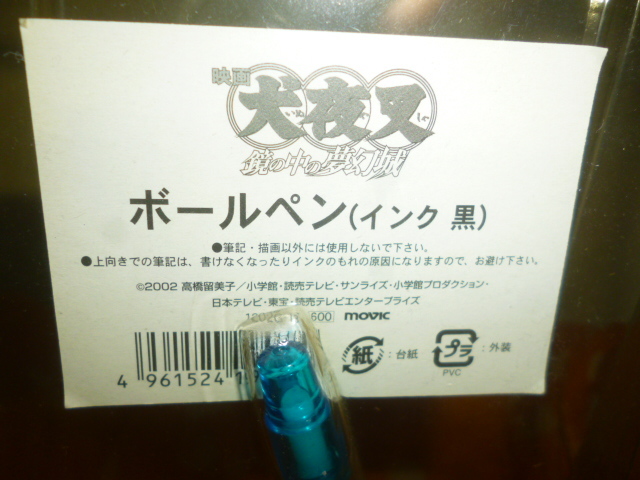 映画
犬夜叉
いぬ や しゃ
鏡の中の夢幻城
ボールペン(インク 黒)
●筆記・描画以外には使用しないで下さい。
●上向きでの筆記は、書けなくなったりインクのもれの原因になりますので、お避け下さい。
©2002 高橋留美子／小学館・読売テレビ・サンライズ・小学館プロダクション・
日本テレビ・東宝・読売テレビエンタープライズ
600 movic
紙 :台紙
プラ :外装
PVC
4 961524